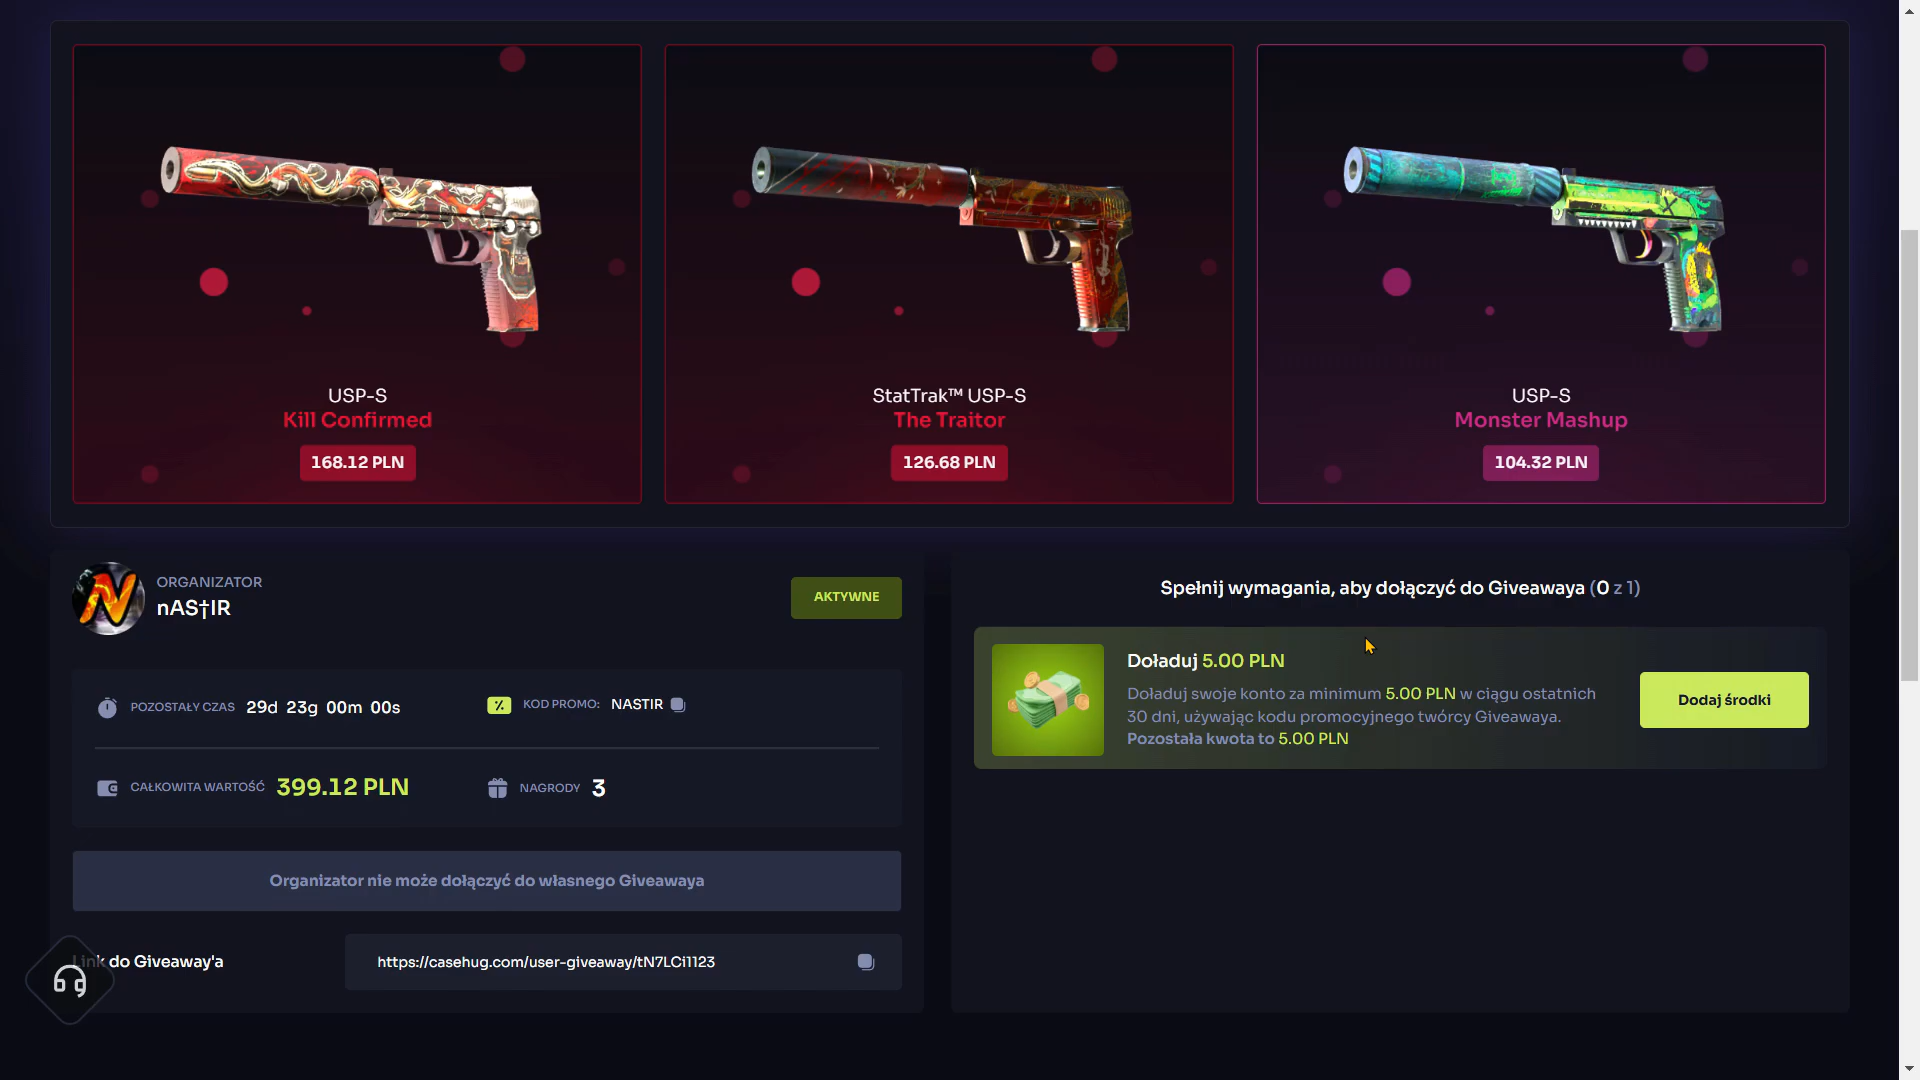 USP-S
Kill Confirmed
168.12 PLN
StatTrak™ USP-S
The Traitor
126.68 PLN
USP-S
Monster Mashup
104.32 PLN
ORGANIZATOR
nAS†IR
AKTYWNE
POZOSTAŁY CZAS 29d 23g 00m 00s
KOD PROMO: NASTIR
CAŁKOWITA WARTOŚĆ 399.12 PLN
NAGRODY 3
Organizator nie może dołączyć do własnego Giveawaya
Link do Giveaway'a
https://casehug.com/user-giveaway/tN7LCi1123
Spełnij wymagania, aby dołączyć do Giveawaya (0 z 1)
Doładuj 5.00 PLN
Doładuj swoje konto za minimum 5.00 PLN w ciągu ostatnich
30 dni, używając kodu promocyjnego twórcy Giveawaya.
Pozostała kwota to 5.00 PLN
Dodaj środki